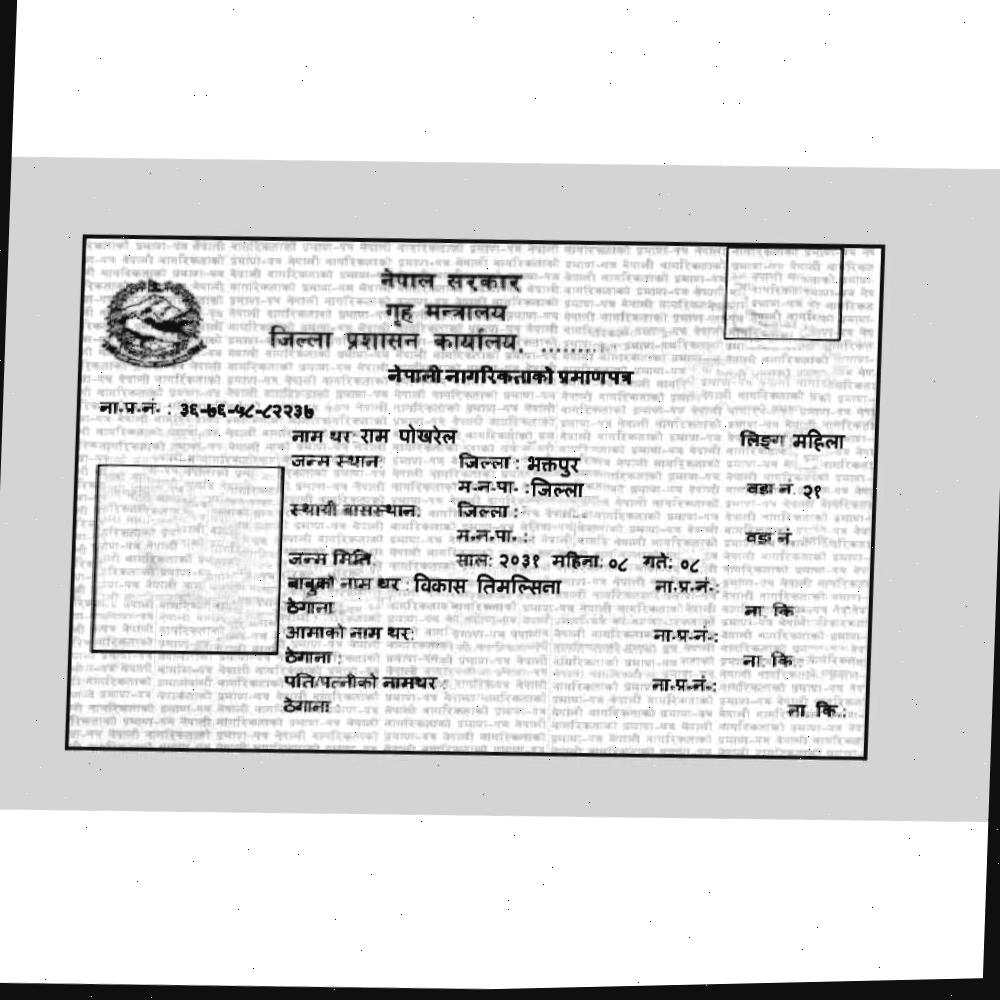 नेपाल सरकार
गृह मन्त्रालय
जिल्ला प्रशासन कार्यालय, .........
नेपाली नागरिकताको प्रमाणपत्र
ना.प्र.नं. : ३६-७६-५८-८२२३७
नाम थर राम पोखरेल लिङ्ग महिला
जन्म स्थान: जिल्ला : भक्तपुर
म.न.पा. :जिल्ला वडा नं. २१
स्थायी बासस्थान: जिल्ला :
म.न.पा. : वडा नं
जन्म मिति साल: २०३१ महिना: ०८ गते: ०८
बाबुको नाम थर : विकास तिमल्सिना ना.प्र.नं.:
ठेगाना ना. कि
आमाको नाम थर: ना.प्र.नं.:
ठेगाना : ना. कि :
पति/पत्नीको नामथर : ना.प्र.नं.:
ठेगाना : ना कि.: